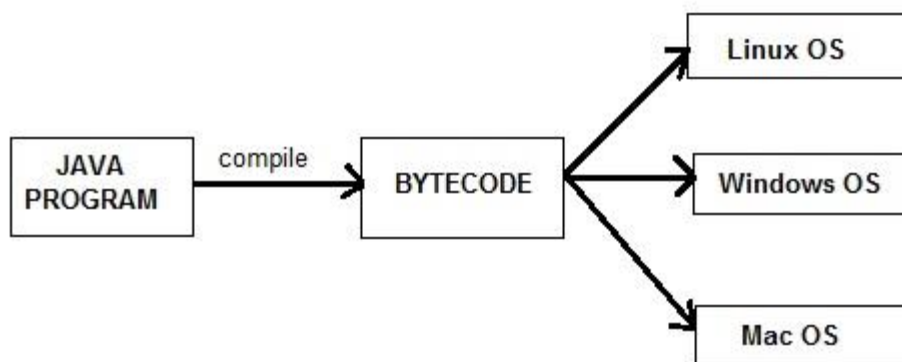 JAVA
PROGRAM
compile
BYTECODE
Linux OS
Windows OS
Mac OS